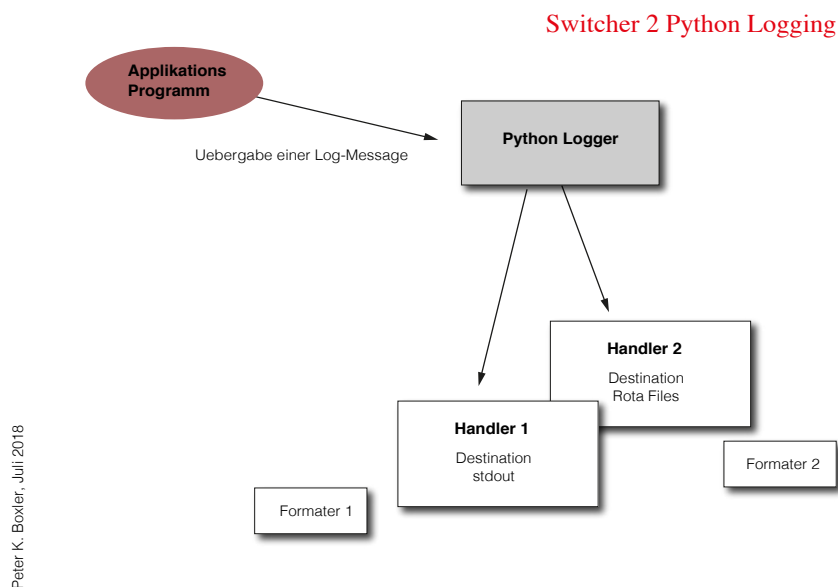 Switcher 2 Python Logging
Applikations
Programm
Uebergabe einer Log-Message
Python Logger
Handler 2
Destination
Rota Files
Handler 1
Destination
stdout
Formater 2
Formater 1
Peter K. Boxler, Juli 2018